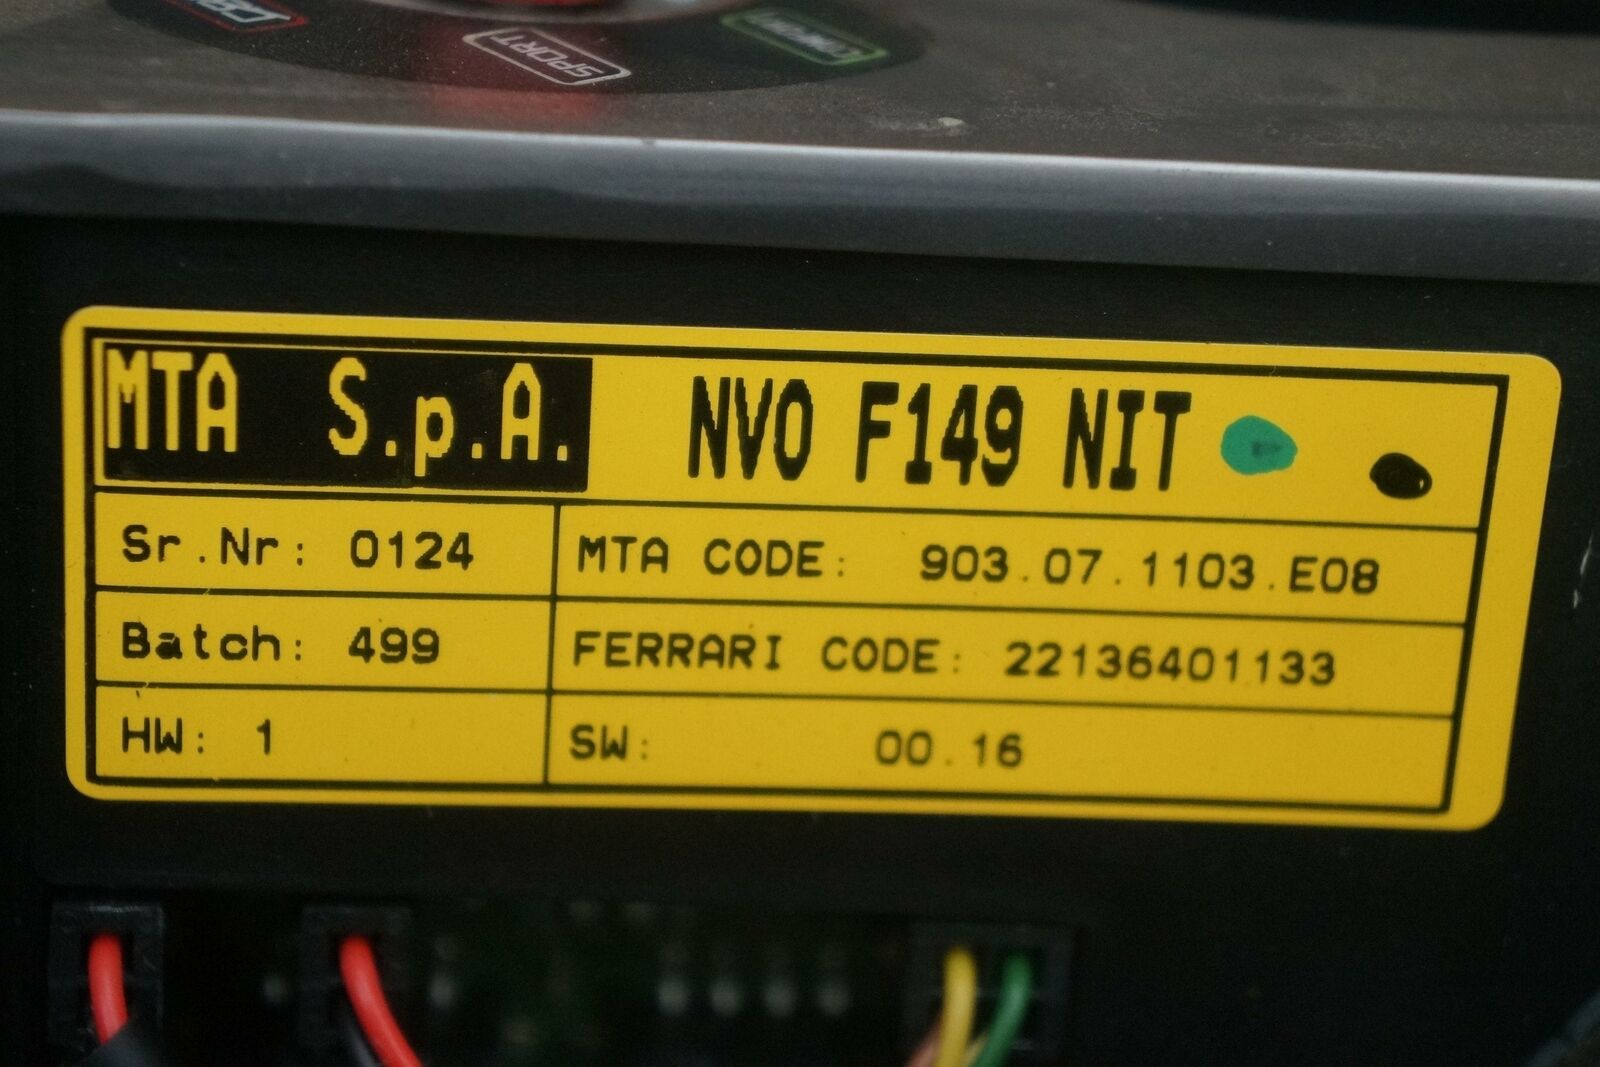 SPORT
COMFORT
MTA S.p.A. NVO F149 NIT
Sr.Nr: 0124 MTA CODE: 903.07.1103.E08
Batch: 499 FERRARI CODE: 22136401133
HW: 1 SW: 00.16